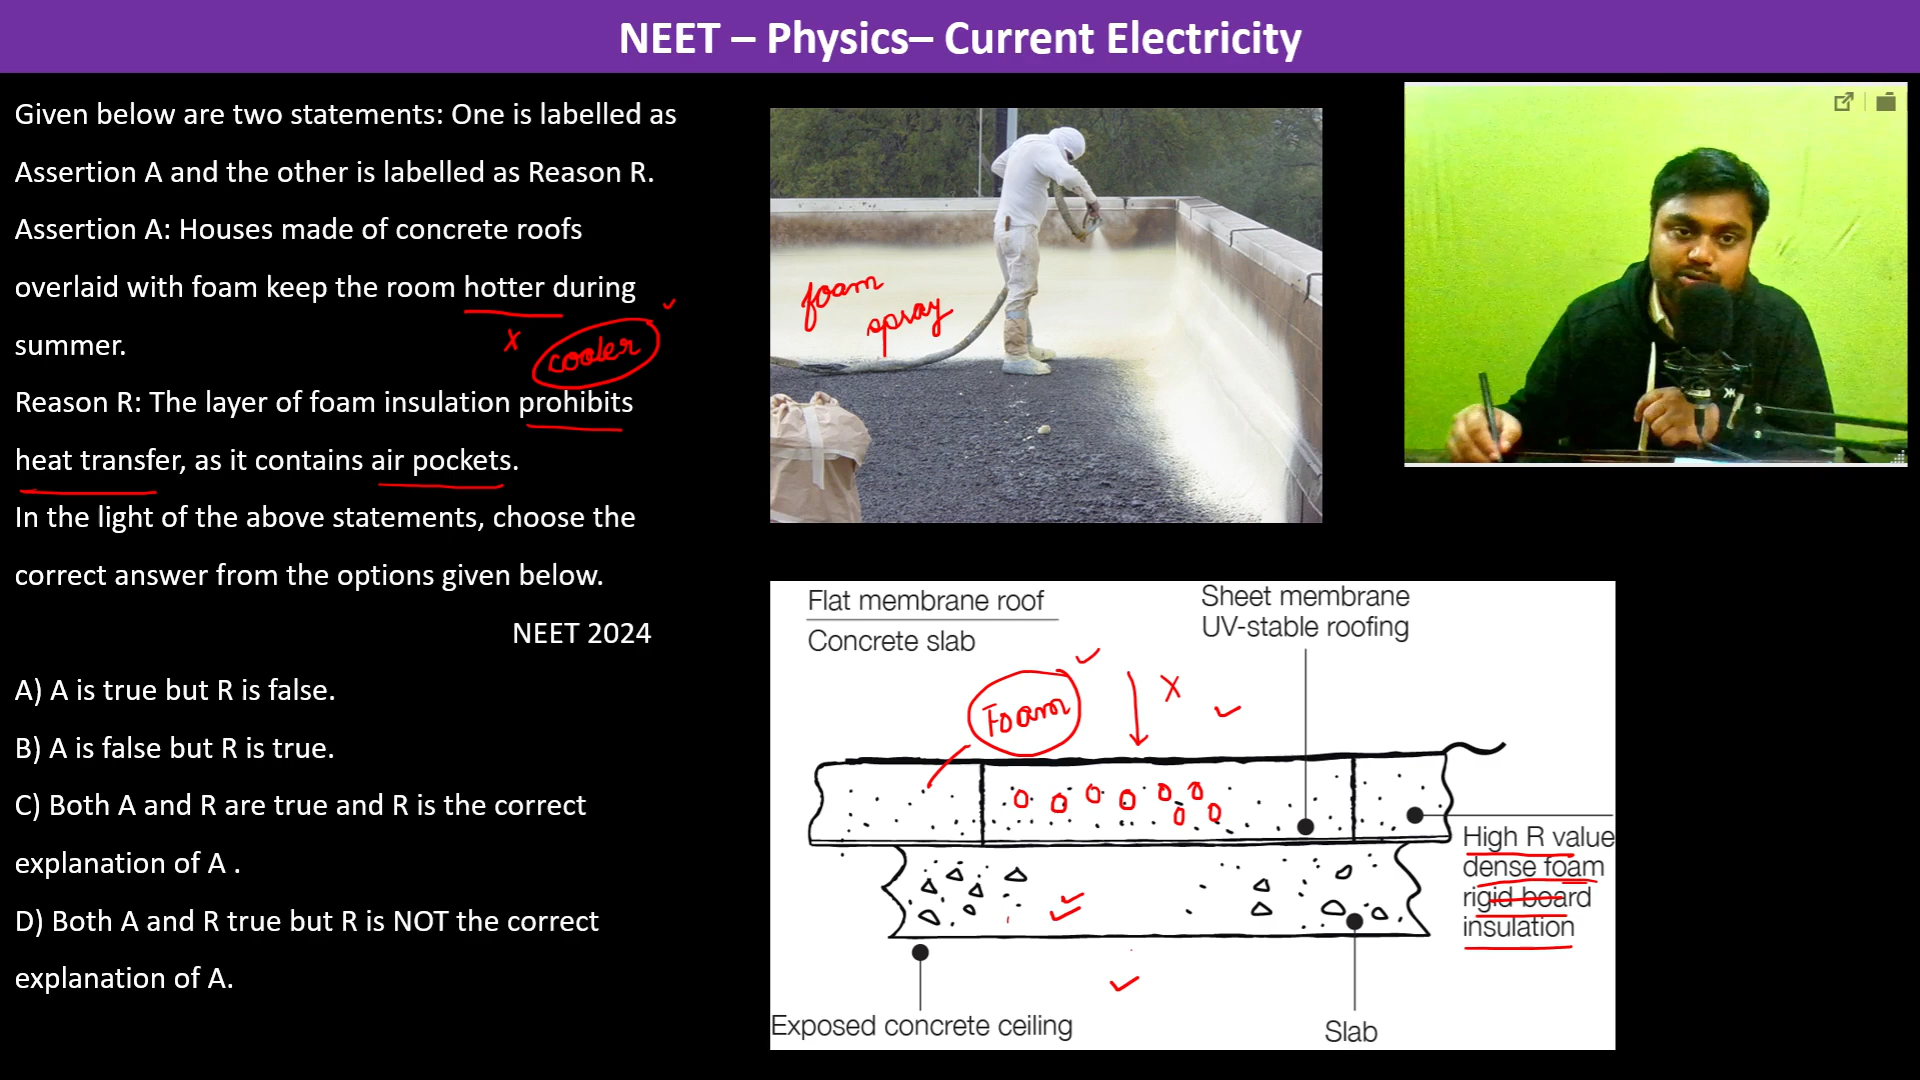 NEET – Physics– Current Electricity
Given below are two statements: One is labelled as
Assertion A and the other is labelled as Reason R.
Assertion A: Houses made of concrete roofs
overlaid with foam keep the room hotter during
summer.
x cooler
Reason R: The layer of foam insulation prohibits
heat transfer, as it contains air pockets.
In the light of the above statements, choose the
correct answer from the options given below.
NEET 2024
A) A is true but R is false.
B) A is false but R is true.
C) Both A and R are true and R is the correct
explanation of A .
D) Both A and R true but R is NOT the correct
explanation of A.
foam
spray
Flat membrane roof
Concrete slab
Sheet membrane
UV-stable roofing
Foam
x
High R value
dense foam
rigid board
insulation
Exposed concrete ceiling
Slab